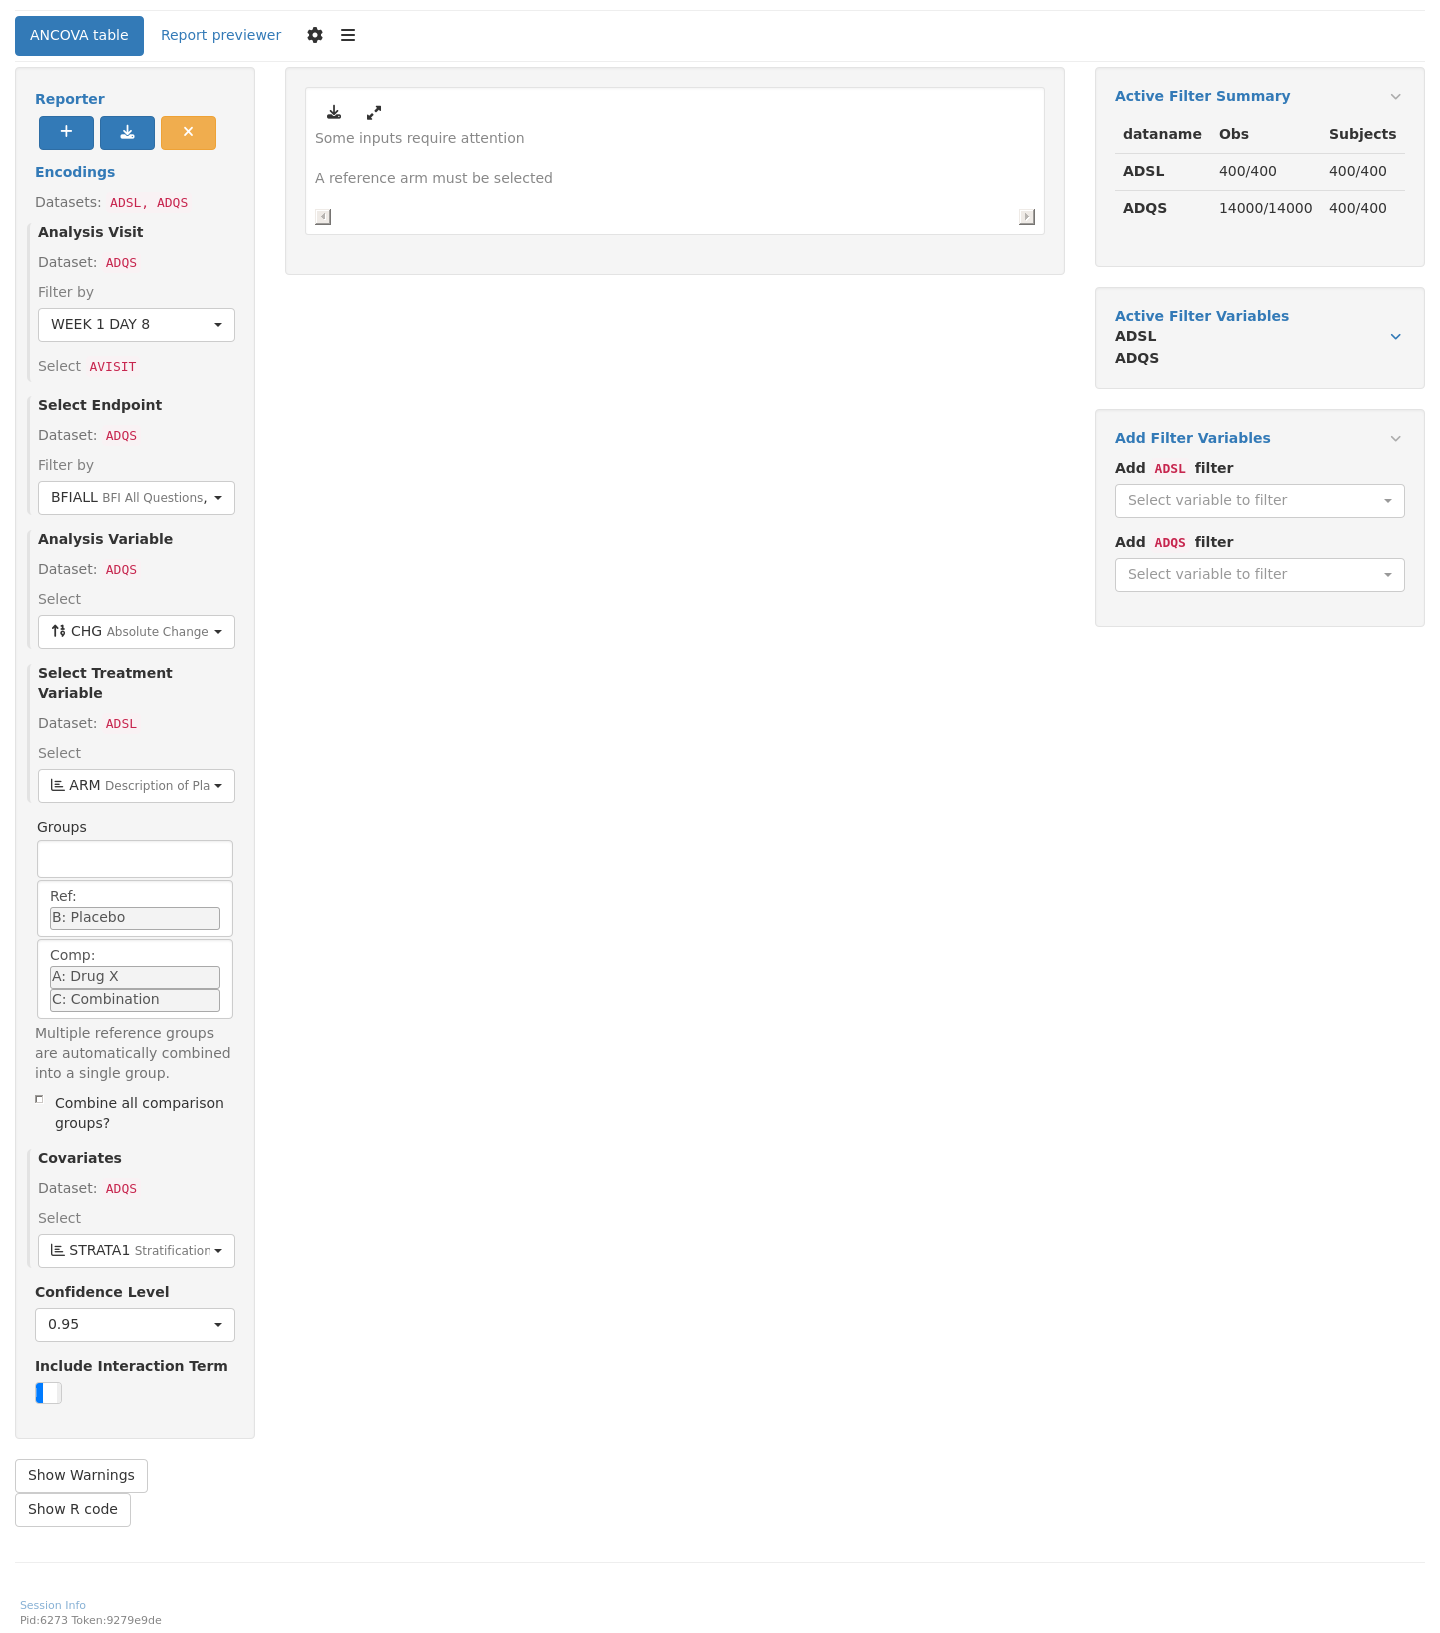 ANCOVA table
Report previewer
Reporter
Encodings
Datasets: ADSL, ADQS
Analysis Visit
Dataset: ADQS
Filter by
WEEK 1 DAY 8
Select AVISIT
Select Endpoint
Dataset: ADQS
Filter by
BFIALL BFI All Questions,
Analysis Variable
Dataset: ADQS
Select
CHG Absolute Change
Select Treatment
Variable
Dataset: ADSL
Select
ARM Description of Pla
Groups
Ref:
B: Placebo
Comp:
A: Drug X
C: Combination
Multiple reference groups
are automatically combined
into a single group.
Combine all comparison
groups?
Covariates
Dataset: ADQS
Select
STRATA1 Stratification
Confidence Level
0.95
Include Interaction Term
Show Warnings
Show R code
Some inputs require attention
A reference arm must be selected
Active Filter Summary
dataname Obs Subjects
ADSL 400/400 400/400
ADQS 14000/14000 400/400
Active Filter Variables
ADSL
ADQS
Add Filter Variables
Add ADSL filter
Select variable to filter
Add ADQS filter
Select variable to filter
Session Info
Pid:6273 Token:9279e9de